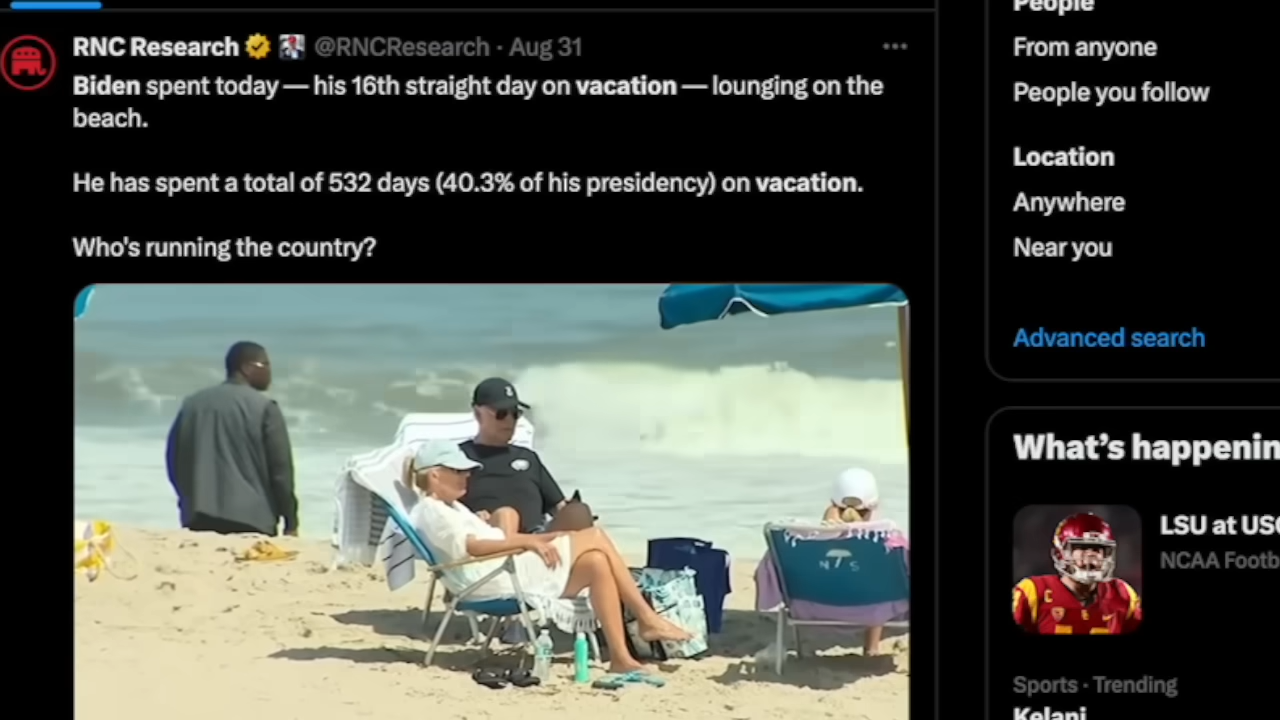 RNC Research @RNCResearch · Aug 31
Biden spent today — his 16th straight day on vacation — lounging on the
beach.
He has spent a total of 532 days (40.3% of his presidency) on vacation.
Who's running the country?
N S
People
From anyone
People you follow
Location
Anywhere
Near you
Advanced search
What's happenin
LSU at USC
NCAA Footb
Sports · Trending
Kelani